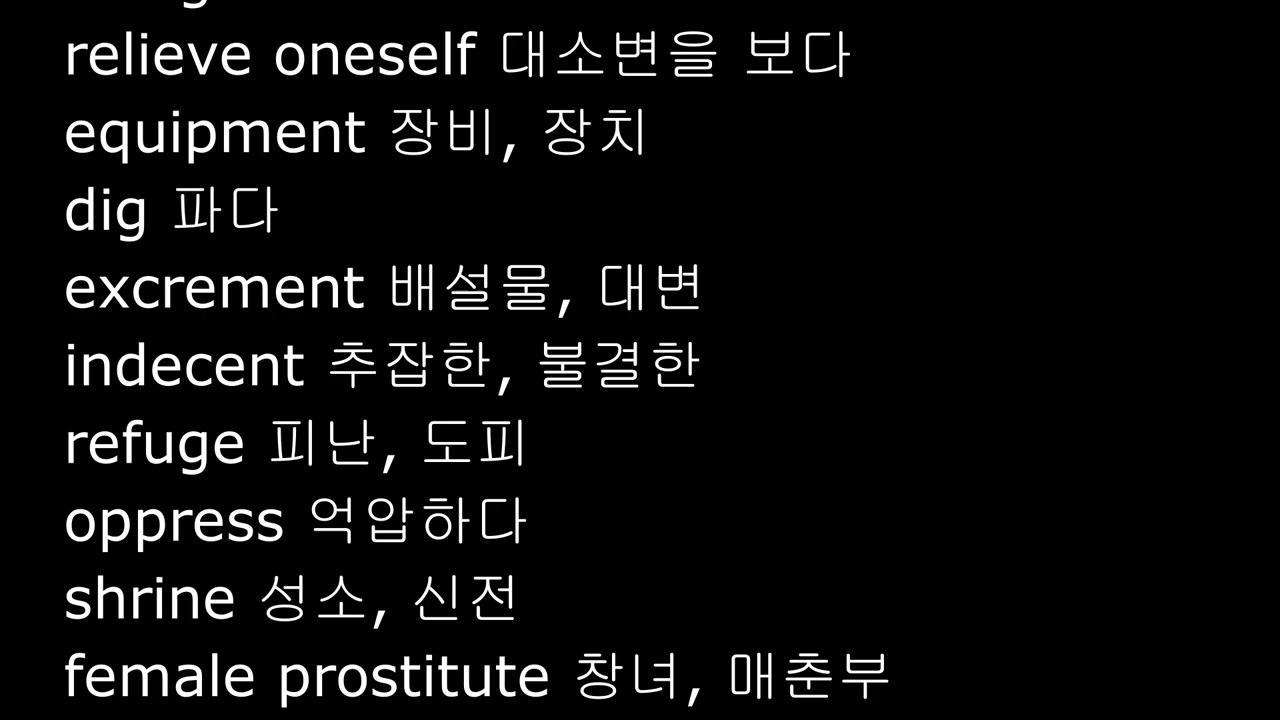 relieve oneself 대소변을 보다
equipment 장비, 장치
dig 파다
excrement 배설물, 대변
indecent 추잡한, 불결한
refuge 피난, 도피
oppress 억압하다
shrine 성소, 신전
female prostitute 창녀, 매춘부